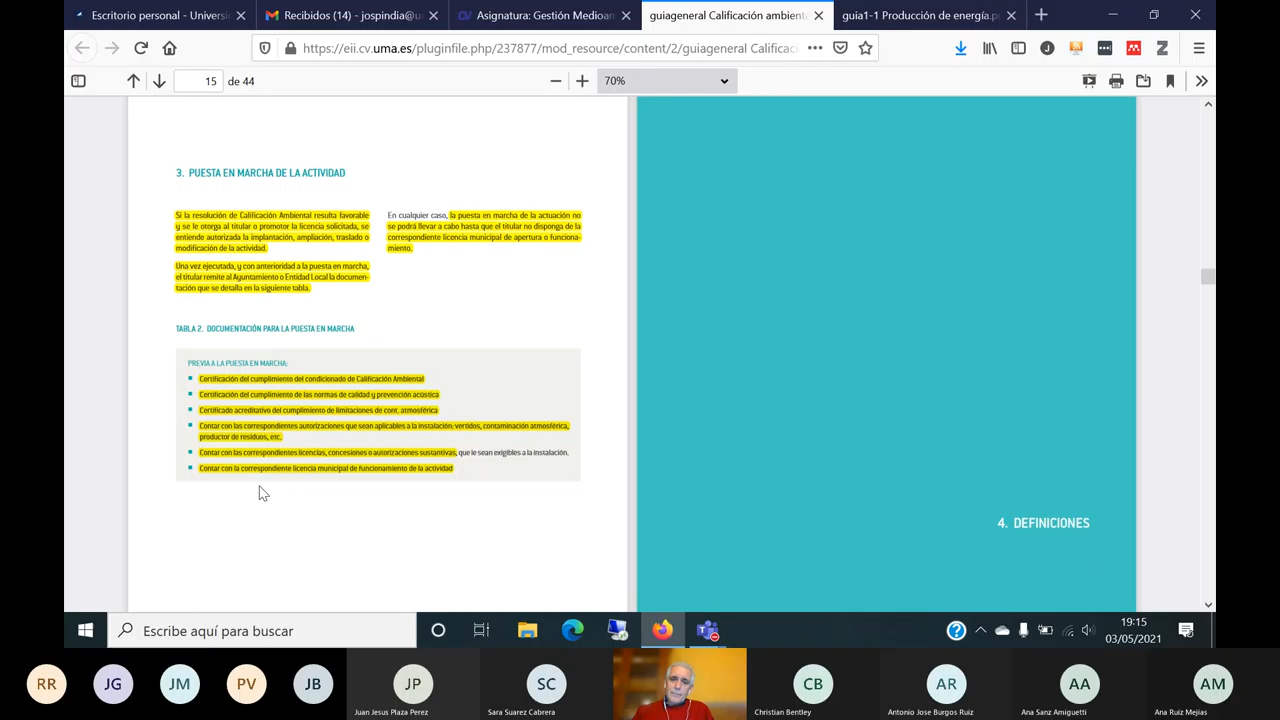 Escritorio personal - Universi
Recibidos (14) - jospindia@u
Asignatura: Gestión Medioam
guiageneral Calificación ambienta
guia1-1 Producción de energía.p
https://eii.cv.uma.es/pluginfile.php/237877/mod_resource/content/2/guiageneral Calificac
15 de 44
70%
3. PUESTA EN MARCHA DE LA ACTIVIDAD
Si la resolución de Calificación Ambiental resulta favorable
y se le otorga al titular o promotor la licencia solicitada, se
entiende autorizada la implantación, ampliación, traslado o
modificación de la actividad.
Una vez ejecutada, y con anterioridad a la puesta en marcha,
el titular remite al Ayuntamiento o Entidad Local la documen-
tación que se detalla en la siguiente tabla.
En cualquier caso, la puesta en marcha de la actuación no
se podrá llevar a cabo hasta que el titular no disponga de la
correspondiente licencia municipal de apertura o funciona-
miento.
TABLA 2. DOCUMENTACIÓN PARA LA PUESTA EN MARCHA
PREVIA A LA PUESTA EN MARCHA:
Certificación del cumplimiento del condicionado de Calificación Ambiental
Certificación del cumplimiento de las normas de calidad y prevención acústica
Certificado acreditativo del cumplimiento de limitaciones de cont. atmosférica
Contar con las correspondientes autorizaciones que sean aplicables a la instalación: vertidos, contaminación atmosférica,
productor de residuos, etc.
Contar con las correspondientes licencias, concesiones o autorizaciones sustantivas, que le sean exigibles a la instalación.
Contar con la correspondiente licencia municipal de funcionamiento de la actividad
4. DEFINICIONES
Escribe aquí para buscar
19:15
03/05/2021
RR
JG
JM
PV
JB
JP
SC
CB
AR
AA
AM
Juan Jesus Plaza Perez
Sara Suarez Cabrera
Christian Bentley
Antonio Jose Burgos Ruiz
Ana Sanz Amiguetti
Ana Ruiz Mejias